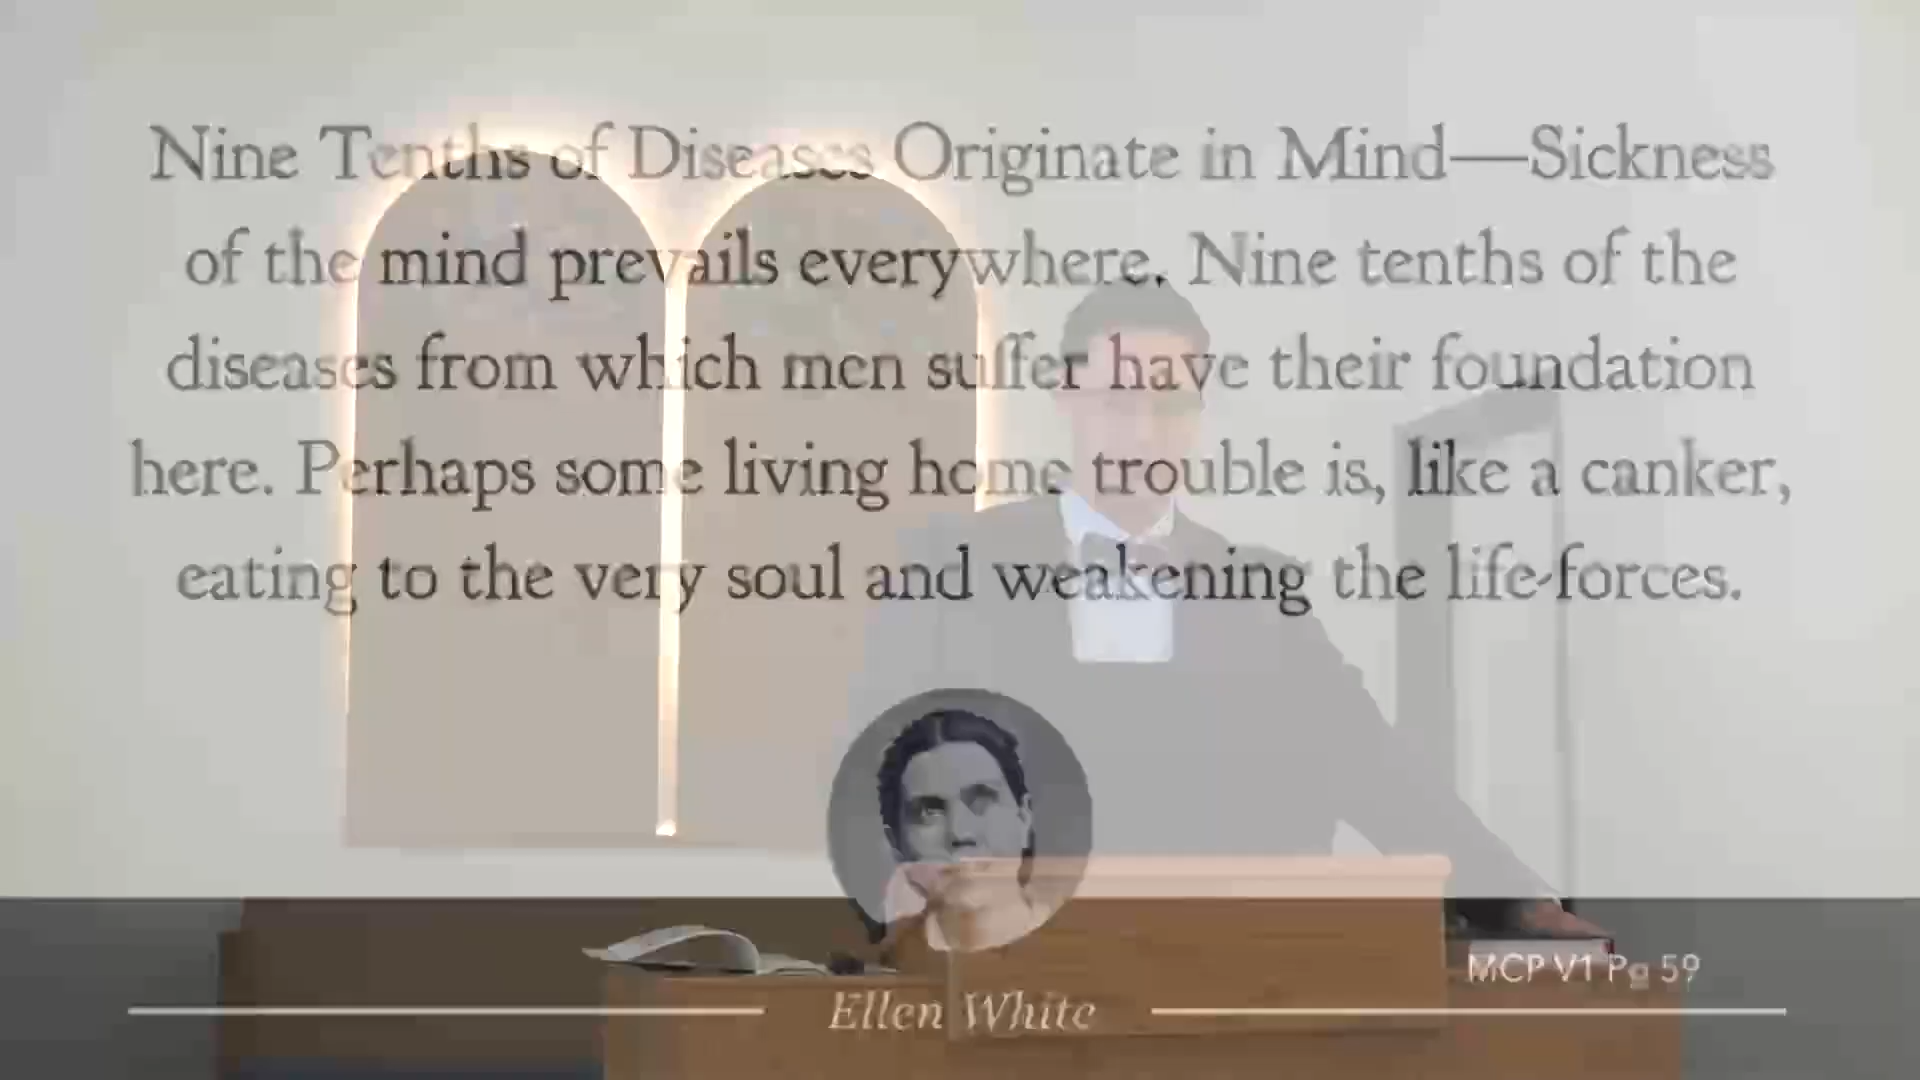 Nine Tenths of Diseases Originate in Mind—Sickness
of the mind prevails everywhere. Nine tenths of the
diseases from which men suffer have their foundation
here. Perhaps some living home trouble is, like a canker,
eating to the very soul and weakening the life-forces.
MCP V1 Pg 59
Ellen White